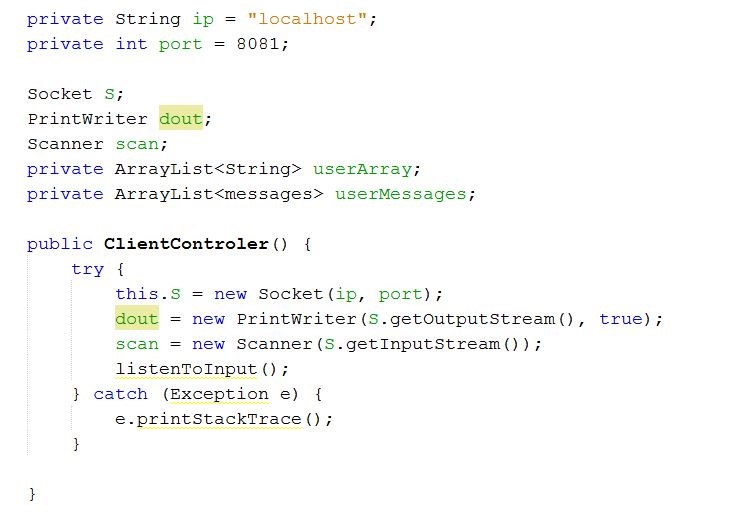 private String ip = "localhost";
private int port = 8081;
Socket S;
PrintWriter dout;
Scanner scan;
private ArrayList<String> userArray;
private ArrayList<messages> userMessages;
public ClientControler() {
try {
this.S = new Socket(ip, port);
dout = new PrintWriter(S.getOutputStream(), true);
scan = new Scanner(S.getInputStream());
listenToInput();
} catch (Exception e) {
e.printStackTrace();
}
}